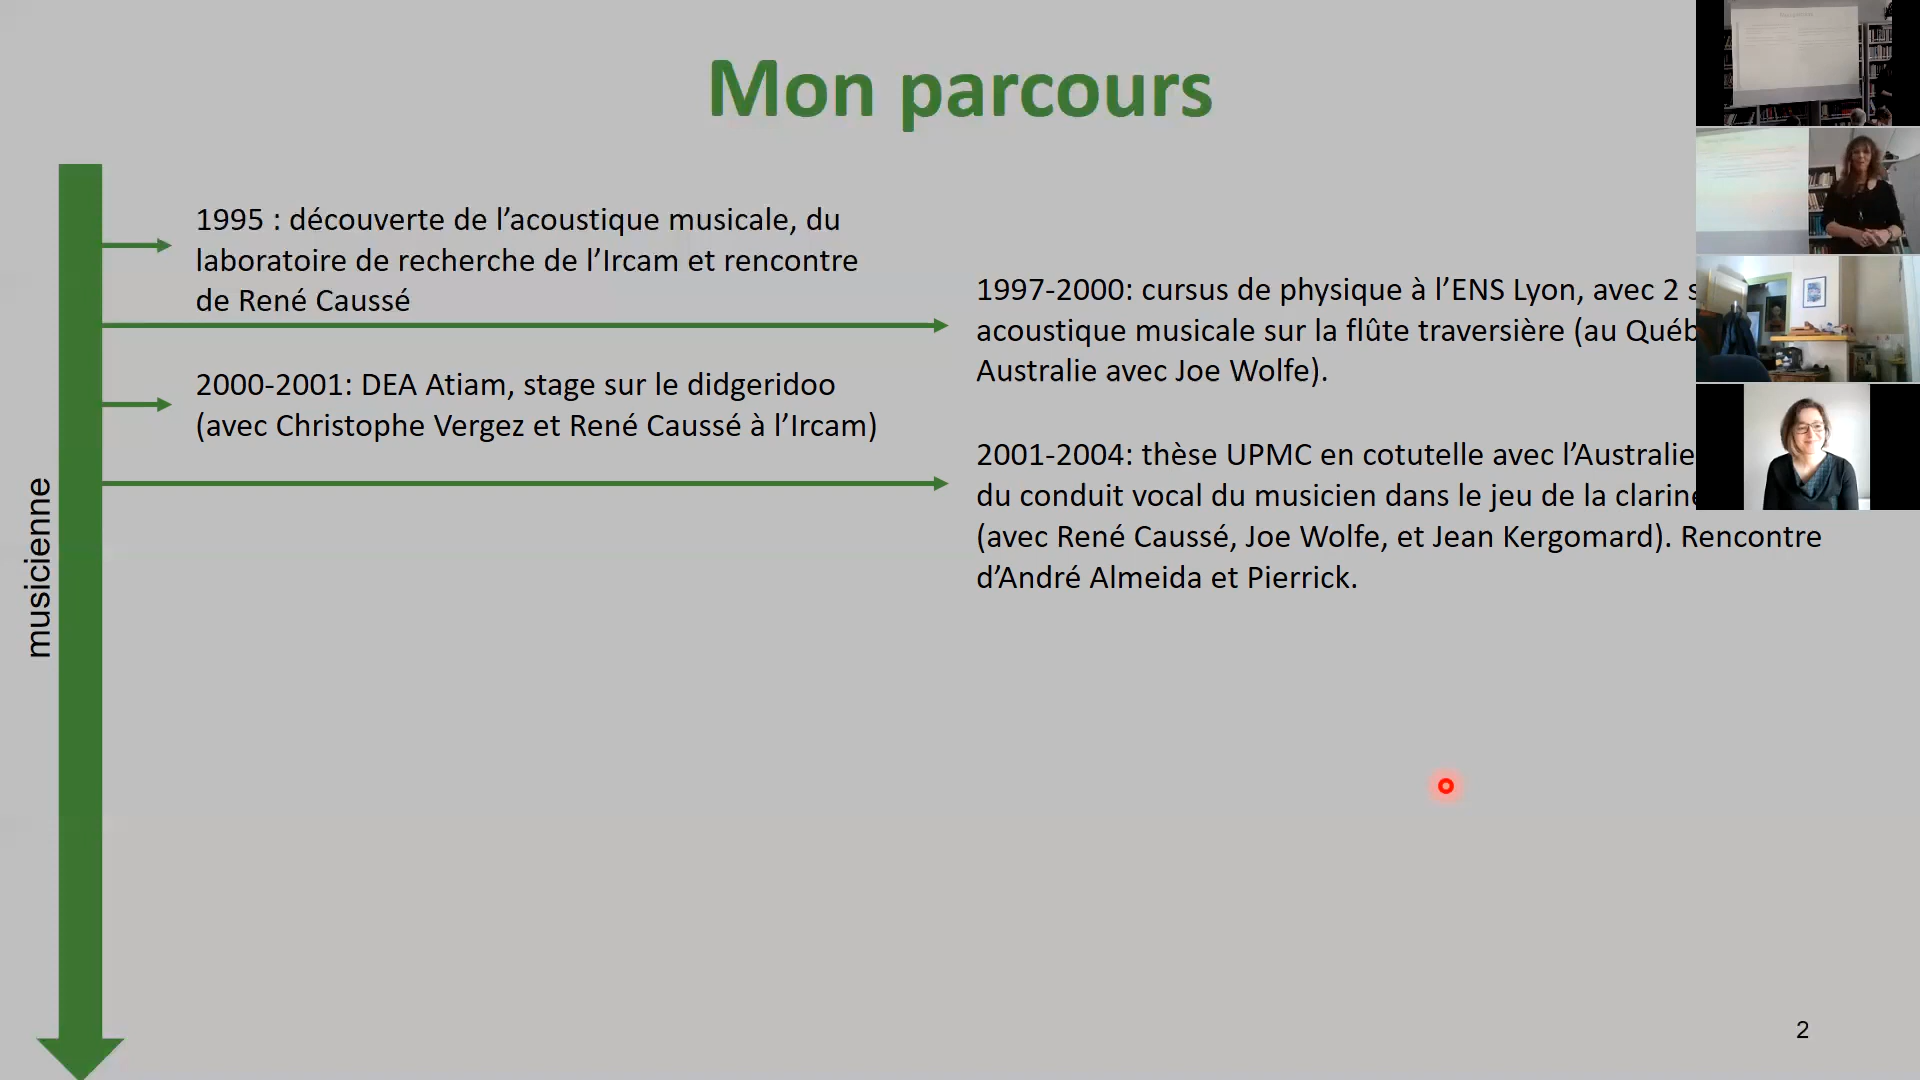 Mon parcours
musicienne
1995 : découverte de l’acoustique musicale, du
laboratoire de recherche de l’Ircam et rencontre
de René Caussé
1997-2000: cursus de physique à l’ENS Lyon, avec 2
acoustique musicale sur la flûte traversière (au
Australie avec Joe Wolfe).
2000-2001: DEA Atiam, stage sur le didgeridoo
(avec Christophe Vergez et René Caussé à l’Ircam)
2001-2004: thèse UPMC en cotutelle avec l’Australie
du conduit vocal du musicien dans le jeu de la
(avec René Caussé, Joe Wolfe, et Jean Kergomard). Rencontre
d’André Almeida et Pierrick.
2